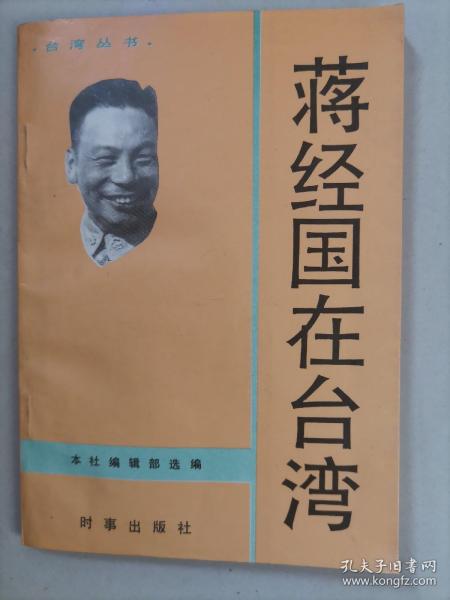 ·台湾丛书·
蒋经国在台湾
本社编辑部选编
时事出版社
孔夫子旧书网
www.kongfz.com